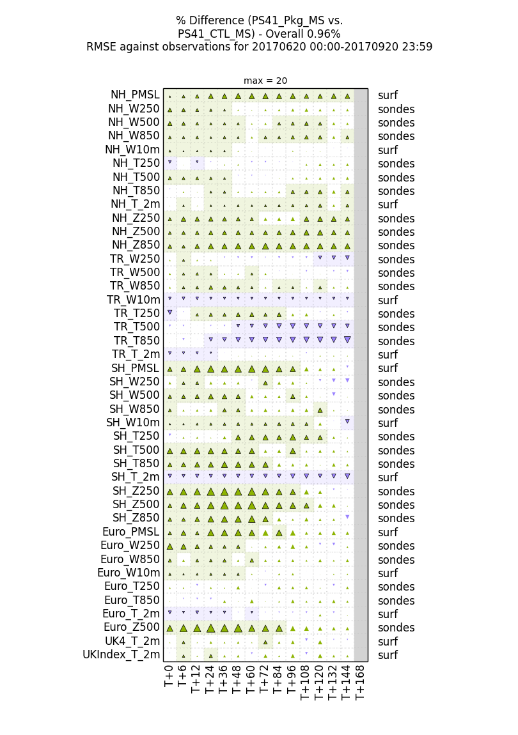 % Difference (PS41_Pkg_MS vs.
PS41_CTL_MS) - Overall 0.96%
RMSE against observations for 20170620 00:00-20170920 23:59
max = 20
NH_PMSL surf
NH_W250 sondes
NH_W500 sondes
NH_W850 sondes
NH_W10m surf
NH_T250 sondes
NH_T500 sondes
NH_T850 sondes
NH_T_2m surf
NH_Z250 sondes
NH_Z500 sondes
NH_Z850 sondes
TR_W250 sondes
TR_W500 sondes
TR_W850 sondes
TR_W10m surf
TR_T250 sondes
TR_T500 sondes
TR_T850 sondes
TR_T_2m surf
SH_PMSL surf
SH_W250 sondes
SH_W500 sondes
SH_W850 sondes
SH_W10m surf
SH_T250 sondes
SH_T500 sondes
SH_T850 sondes
SH_T_2m surf
SH_Z250 sondes
SH_Z500 sondes
SH_Z850 sondes
Euro_PMSL surf
Euro_W250 sondes
Euro_W850 sondes
Euro_W10m surf
Euro_T250 sondes
Euro_T850 sondes
Euro_T_2m surf
Euro_Z500 sondes
UK4_T_2m surf
UKIndex_T_2m surf
T+0 T+6 T+12 T+24 T+36 T+48 T+60 T+72 T+84 T+96 T+108 T+120 T+132 T+144 T+168